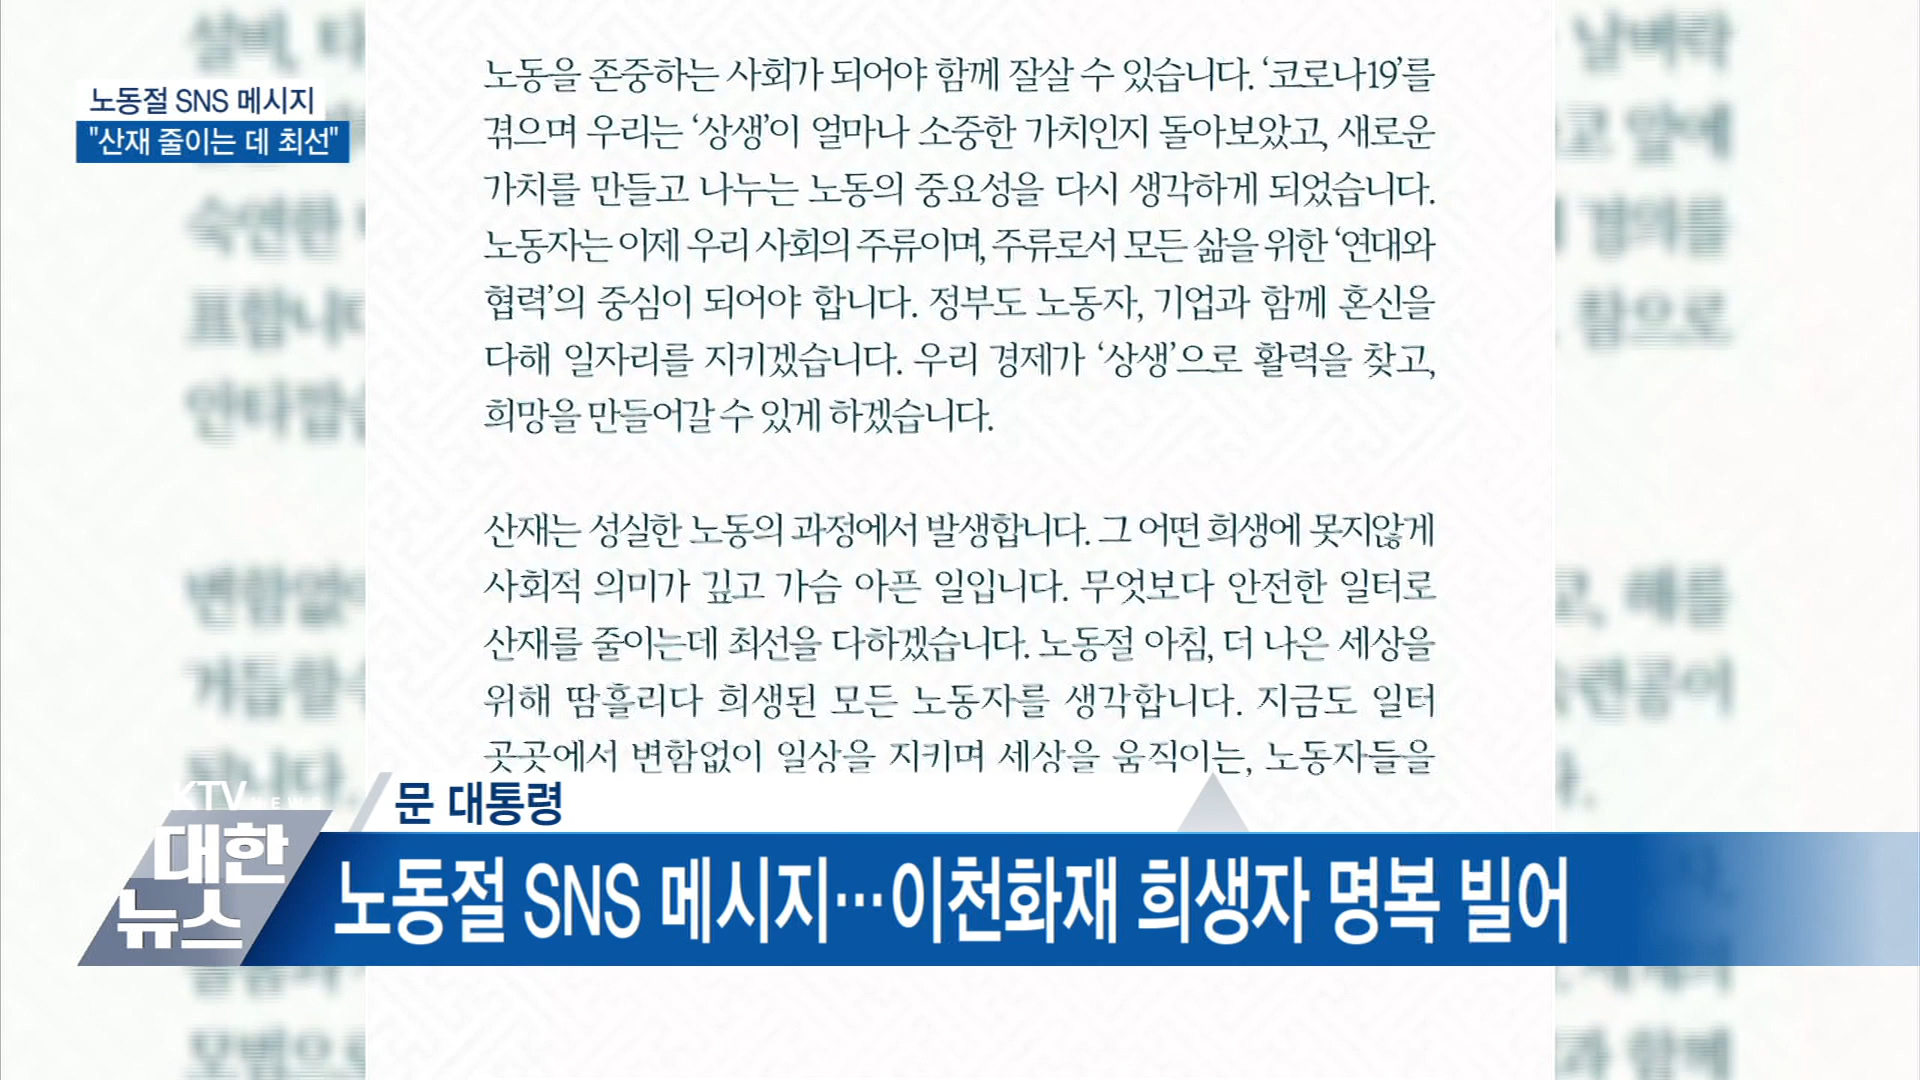 노동절 SNS 메시지
"산재 줄이는 데 최선"
노동을 존중하는 사회가 되어야 함께 잘살 수 있습니다. ‘코로나19’를
겪으며 우리는 ‘상생’이 얼마나 소중한 가치인지 돌아보았고, 새로운
가치를 만들고 나누는 노동의 중요성을 다시 생각하게 되었습니다.
노동자는 이제 우리 사회의 주류이며, 주류로서 모든 삶을 위한 ‘연대와
협력’의 중심이 되어야 합니다. 정부도 노동자, 기업과 함께 혼신을
다해 일자리를 지키겠습니다. 우리 경제가 ‘상생’으로 활력을 찾고,
희망을 만들어갈 수 있게 하겠습니다.
산재는 성실한 노동의 과정에서 발생합니다. 그 어떤 희생에 못지않게
사회적 의미가 깊고 가슴 아픈 일입니다. 무엇보다 안전한 일터로
산재를 줄이는데 최선을 다하겠습니다. 노동절 아침, 더 나은 세상을
위해 땀흘리다 희생된 모든 노동자를 생각합니다. 지금도 일터
곳곳에서 변함없이 일상을 지키며 세상을 움직이는, 노동자들을
KTV NEWS
대한
뉴스
문 대통령
노동절 SNS 메시지…이천화재 희생자 명복 빌어